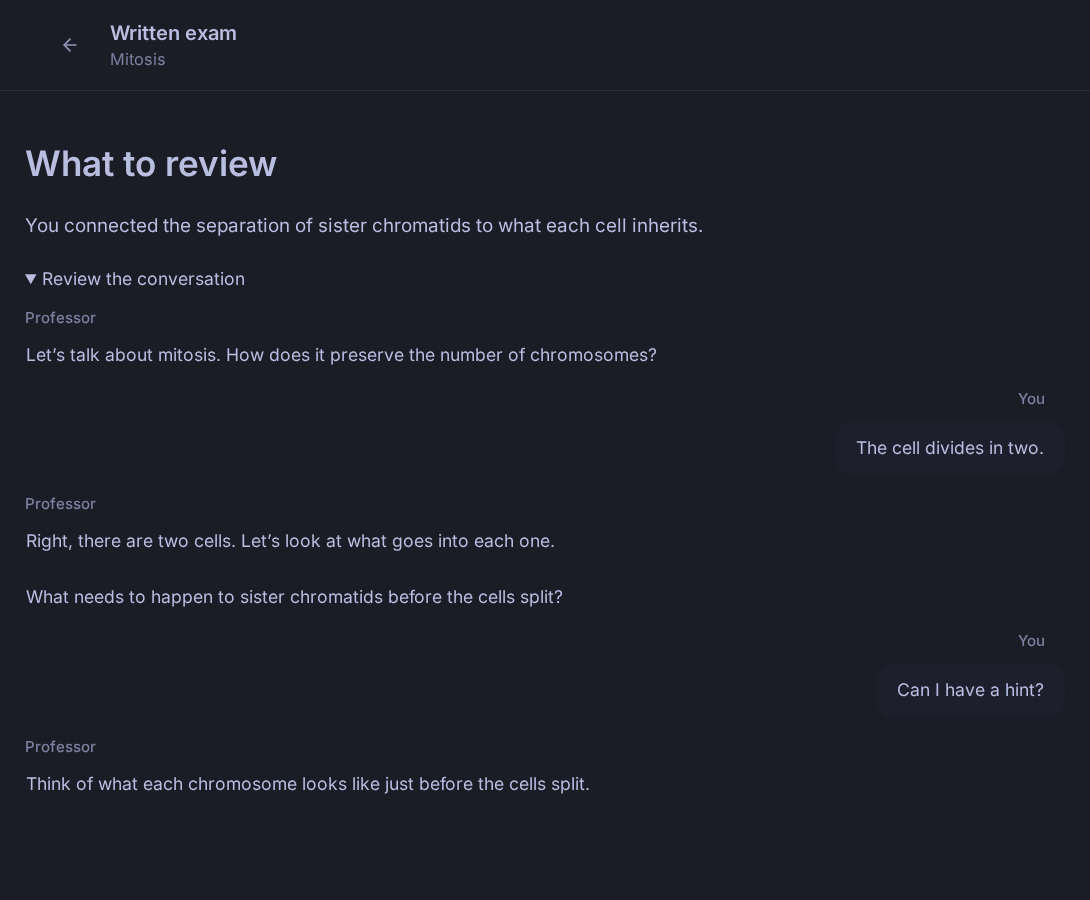 Written exam
Mitosis
What to review
You connected the separation of sister chromatids to what each cell inherits.
▼ Review the conversation
Professor
Let’s talk about mitosis. How does it preserve the number of chromosomes?
You
The cell divides in two.
Professor
Right, there are two cells. Let’s look at what goes into each one.
What needs to happen to sister chromatids before the cells split?
You
Can I have a hint?
Professor
Think of what each chromosome looks like just before the cells split.